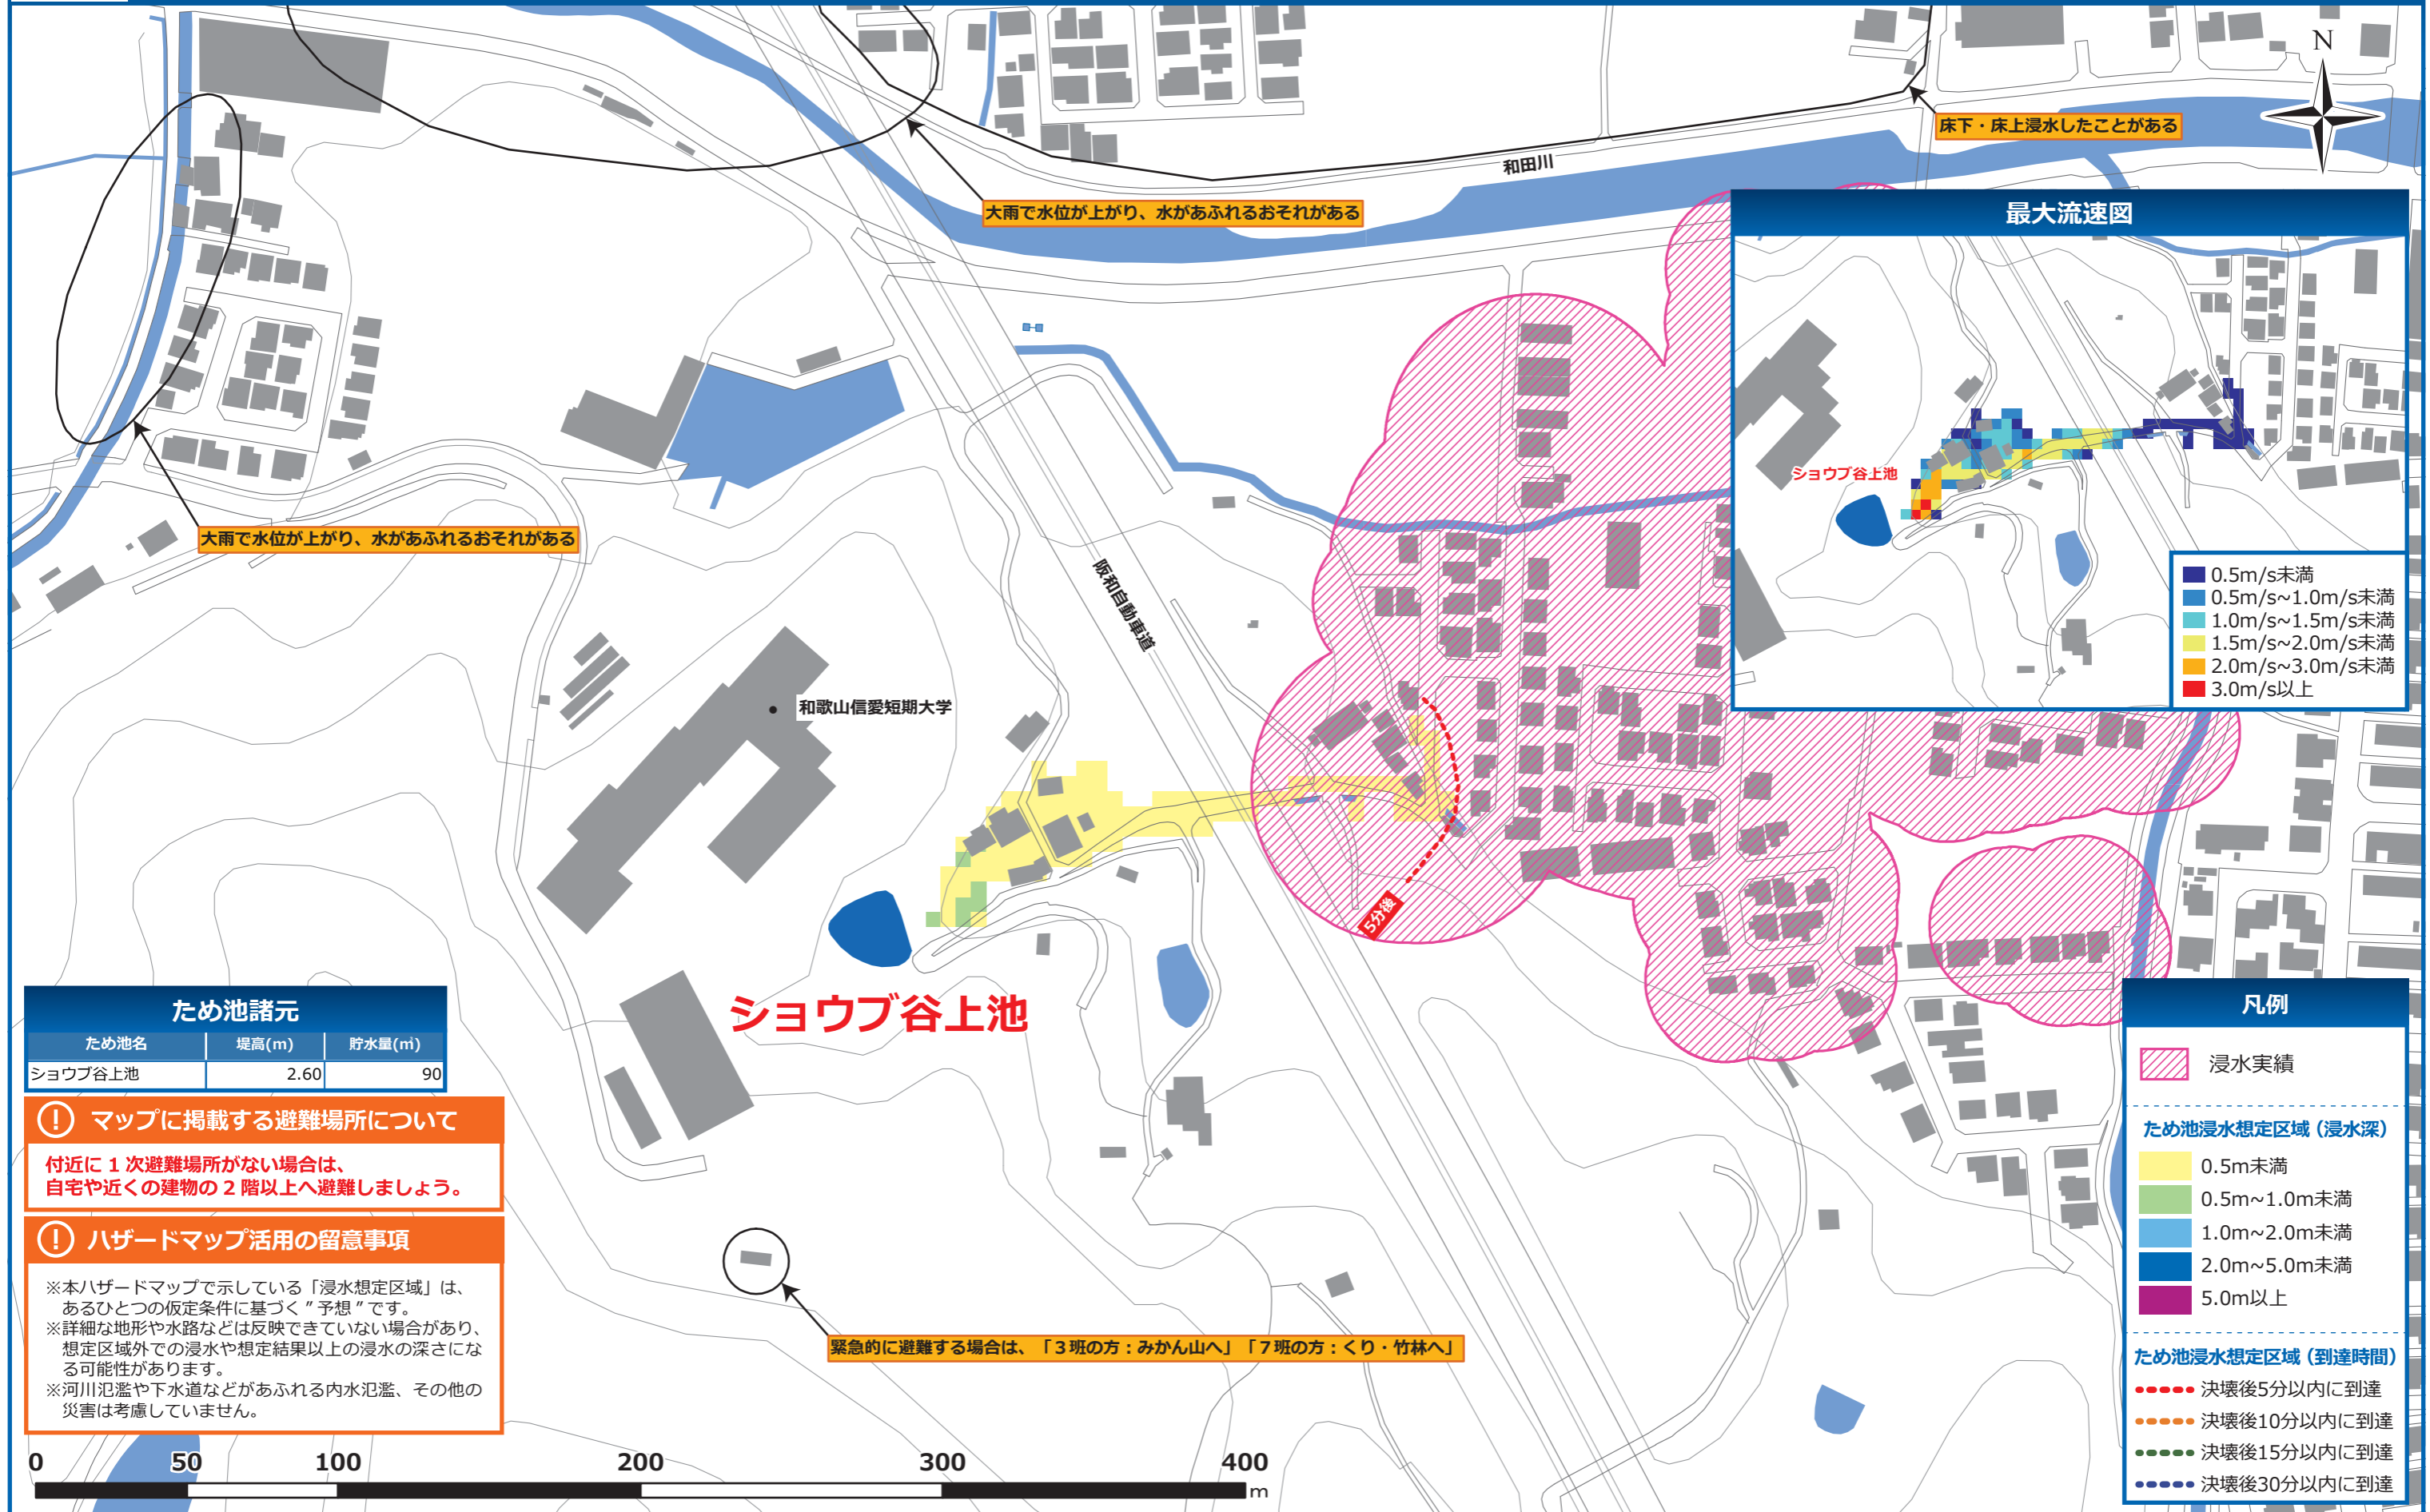 N
床下・床上浸水したことがある
和田川
大雨で水位が上がり、水があふれるおそれがある
最大流速図
ショウブ谷上池
0.5m/s未満
0.5m/s~1.0m/s未満
1.0m/s~1.5m/s未満
1.5m/s~2.0m/s未満
2.0m/s~3.0m/s未満
3.0m/s以上
大雨で水位が上がり、水があふれるおそれがある
阪和自動車道
和歌山信愛短期大学
5分後
ショウブ谷上池
ため池諸元
ため池名 堤高(m) 貯水量(㎥)
ショウブ谷上池 2.60 90
! マップに掲載する避難場所について
付近に 1 次避難場所がない場合は、
自宅や近くの建物の 2 階以上へ避難しましょう。
! ハザードマップ活用の留意事項
※本ハザードマップで示している「浸水想定区域」は、
あるひとつの仮定条件に基づく〃予想〃です。
※詳細な地形や水路などは反映できていない場合があり、
想定区域外での浸水や想定結果以上の浸水の深さにな
る可能性があります。
※河川氾濫や下水道などがあふれる内水氾濫、その他の
災害は考慮していません。
緊急的に避難する場合は、「３班の方：みかん山へ」「７班の方：くり・竹林へ」
凡例
浸水実績
ため池浸水想定区域（浸水深）
0.5m未満
0.5m~1.0m未満
1.0m~2.0m未満
2.0m~5.0m未満
5.0m以上
ため池浸水想定区域（到達時間）
決壊後5分以内に到達
決壊後10分以内に到達
決壊後15分以内に到達
決壊後30分以内に到達
0 50 100 200 300 400
m